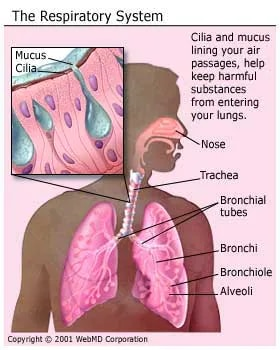 The Respiratory System
Mucus
Cilia
Cilia and mucus
lining your air
passages, help
keep harmful
substances
from entering
your lungs.
Nose
Trachea
Bronchial
tubes
Bronchi
Bronchiole
Alveoli
Copyright © 2001 WebMD Corporation